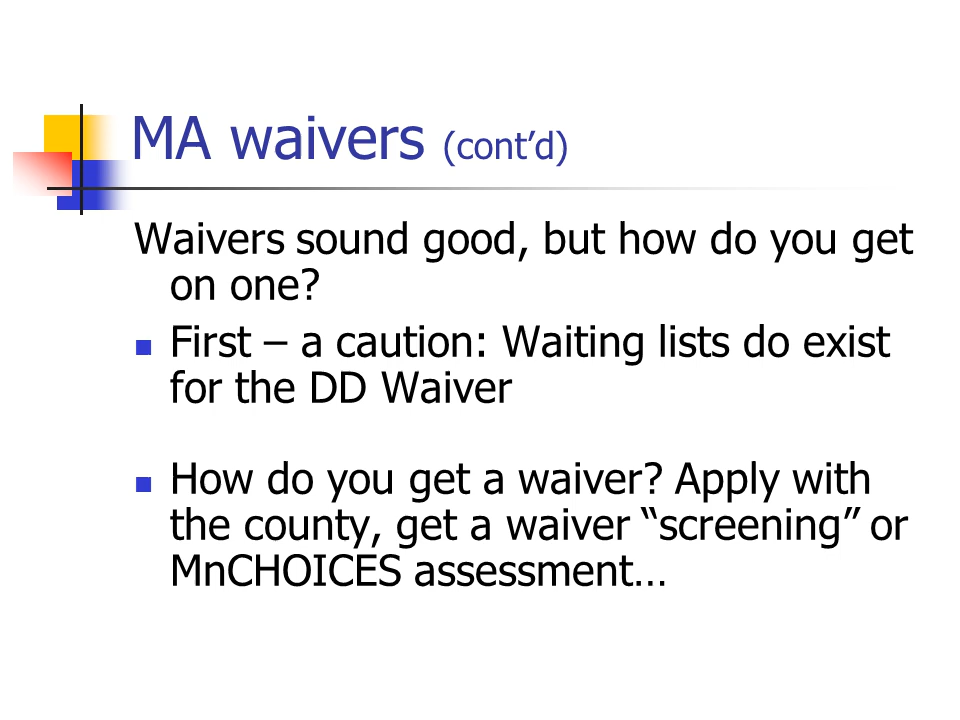 MA waivers (cont’d)
Waivers sound good, but how do you get
on one?
First – a caution: Waiting lists do exist
for the DD Waiver
How do you get a waiver? Apply with
the county, get a waiver “screening” or
MnCHOICES assessment…